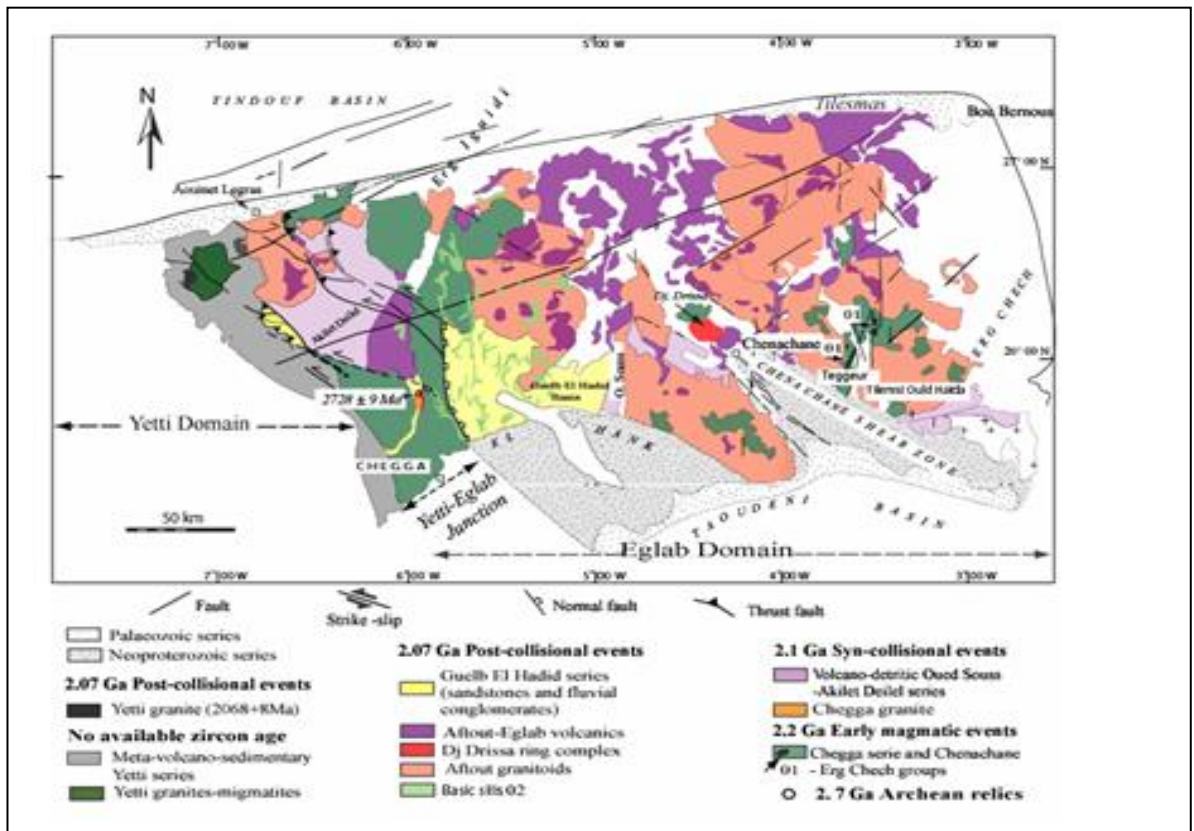 7°00 W 6°00 W 5°00 W 4°00 W 3°00 W
N
TINDOUF BASIN
Erg Iguidi
Tilesmas
Bou Bernous
27° 00 N
Aouinet Legraa
ERG CHECH
Akilet Deilel
Dj. Drissa
Chenachane
Θ1
Θ1
26° 00 N
Teggeur
Guelb El Hadid
O. Souss
2728 ± 9 Ma
CHENACHANE SHEAR ZONE
Yetti Domain
EL HANK
CHEGGA
Yetti-Eglab
Junction
50 km
TAOUDENI BASIN
Eglab Domain
7°00 W 6°00 W 5°00 W 4°00 W 3°00 W
Fault
Strike -slip
Normal fault
Thrust fault
Palaeozoic series
Neoproterozoic series
2.07 Ga Post-collisional events
Yetti granite (2068+8Ma)
No available zircon age
Meta-volcano-sedimentary
Yetti series
Yetti granites-migmatites
2.07 Ga Post-collisional events
Guelb El Hadid series
(sandstones and fluvial
conglomerates)
Aftout-Eglab volcanics
Dj Drissa ring complex
Aftout granitoids
Basic sills Θ2
2.1 Ga Syn-collisional events
Volcano-detritic Oued Souss
-Akilet Deilel series
Chegga granite
2.2 Ga Early magmatic events
Chegga serie and Chenachane
Θ1 - Erg Chech groups
2.7 Ga Archean relics